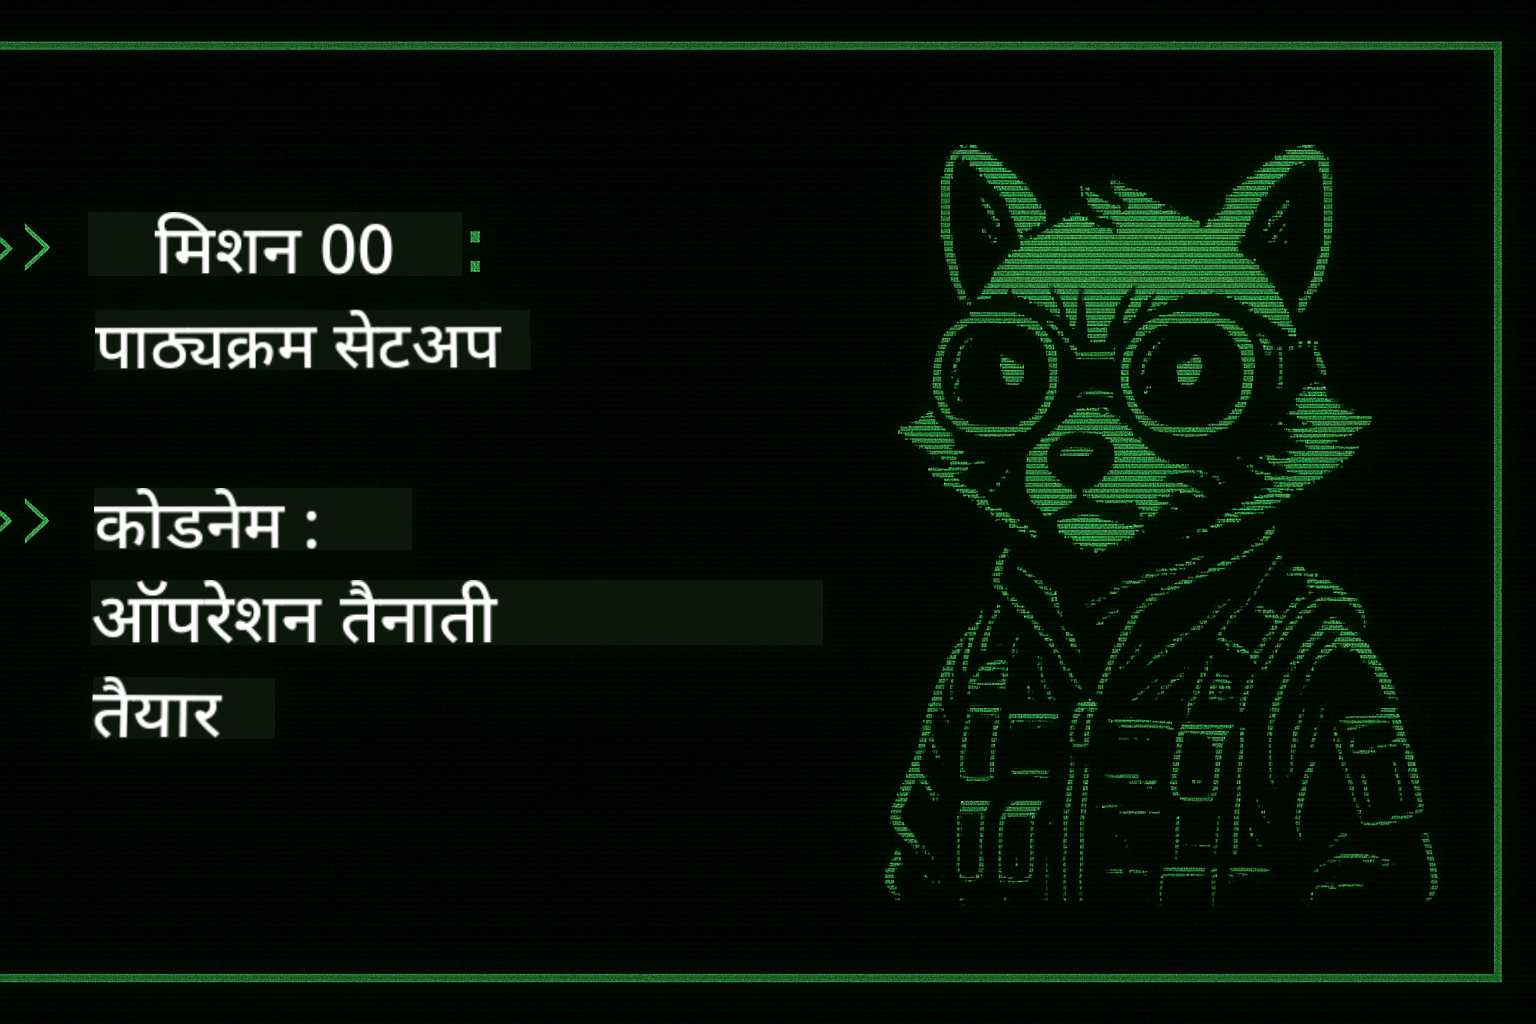 >> मिशन 00 :
पाठ्यक्रम सेटअप
>> कोडनेम :
ऑपरेशन तैनाती
तैयार